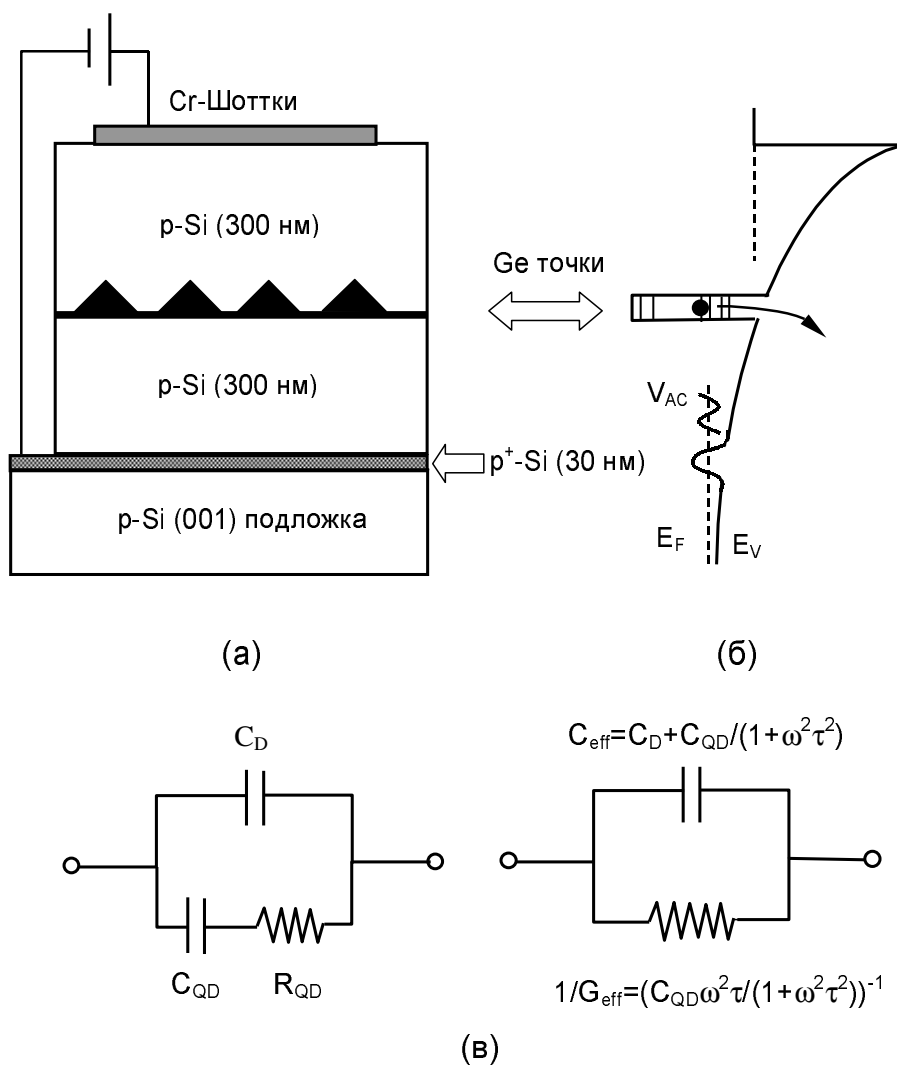 Cr-Шоттки
p-Si (300 нм)
Ge точки
p-Si (300 нм)
V_AC
p⁺-Si (30 нм)
p-Si (001) подложка
E_F
E_V
(а)
(б)
C_D
C_eff=C_D+C_QD/(1+ω²τ²)
C_QD
R_QD
1/G_eff=(C_QDω²τ/(1+ω²τ²))⁻¹
(в)